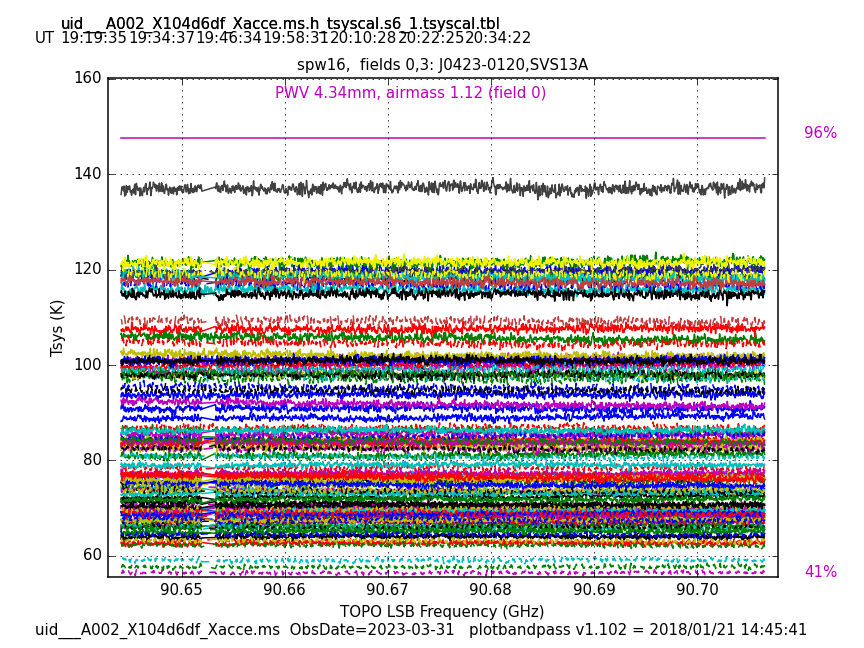 uid___A002_X104d6df_Xacce.ms.h_tsyscal.s6_1.tsyscal.tbl
UT 19:19:35 19:34:37 19:46:34 19:58:31 20:10:28 20:22:25 20:34:22
spw16,  fields 0,3: J0423-0120,SVS13A
PWV 4.34mm, airmass 1.12 (field 0)
160
96%
140
120
Tsys (K)
100
80
60
41%
90.65 90.66 90.67 90.68 90.69 90.70
TOPO LSB Frequency (GHz)
uid___A002_X104d6df_Xacce.ms  ObsDate=2023-03-31   plotbandpass v1.102 = 2018/01/21 14:45:41